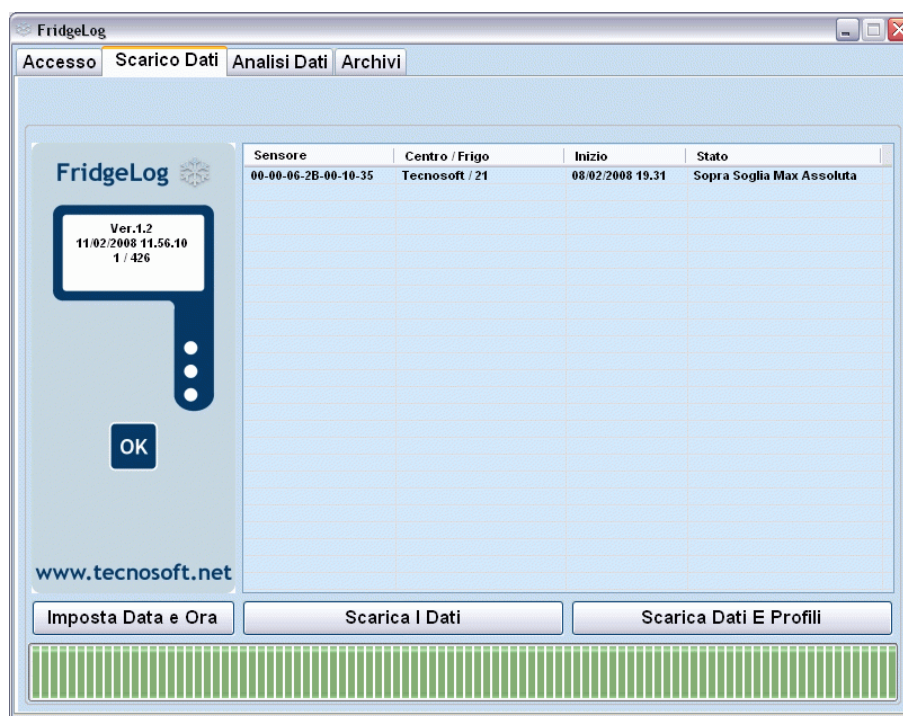 FridgeLog
Accesso Scarico Dati Analisi Dati Archivi
FridgeLog
Ver.1.2
11/02/2008 11.56.10
1 / 426
OK
www.tecnosoft.net
Sensore Centro / Frigo Inizio Stato
00-00-06-2B-00-10-35 Tecnosoft / 21 08/02/2008 19.31 Sopra Soglia Max Assoluta
Imposta Data e Ora Scarica I Dati Scarica Dati E Profili